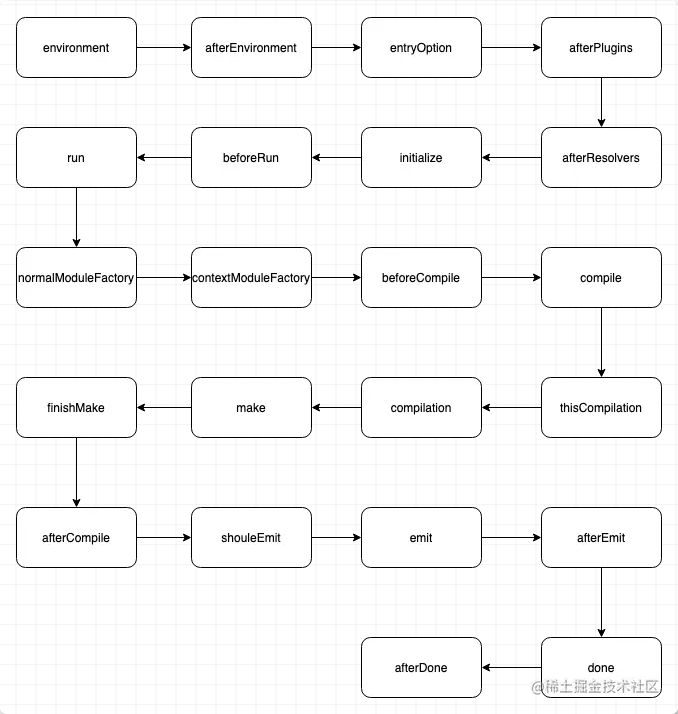 environment
afterEnvironment
entryOption
afterPlugins
run
beforeRun
initialize
afterResolvers
normalModuleFactory
contextModuleFactory
beforeCompile
compile
finishMake
make
compilation
thisCompilation
afterCompile
shouleEmit
emit
afterEmit
afterDone
done
@稀土掘金技术社区